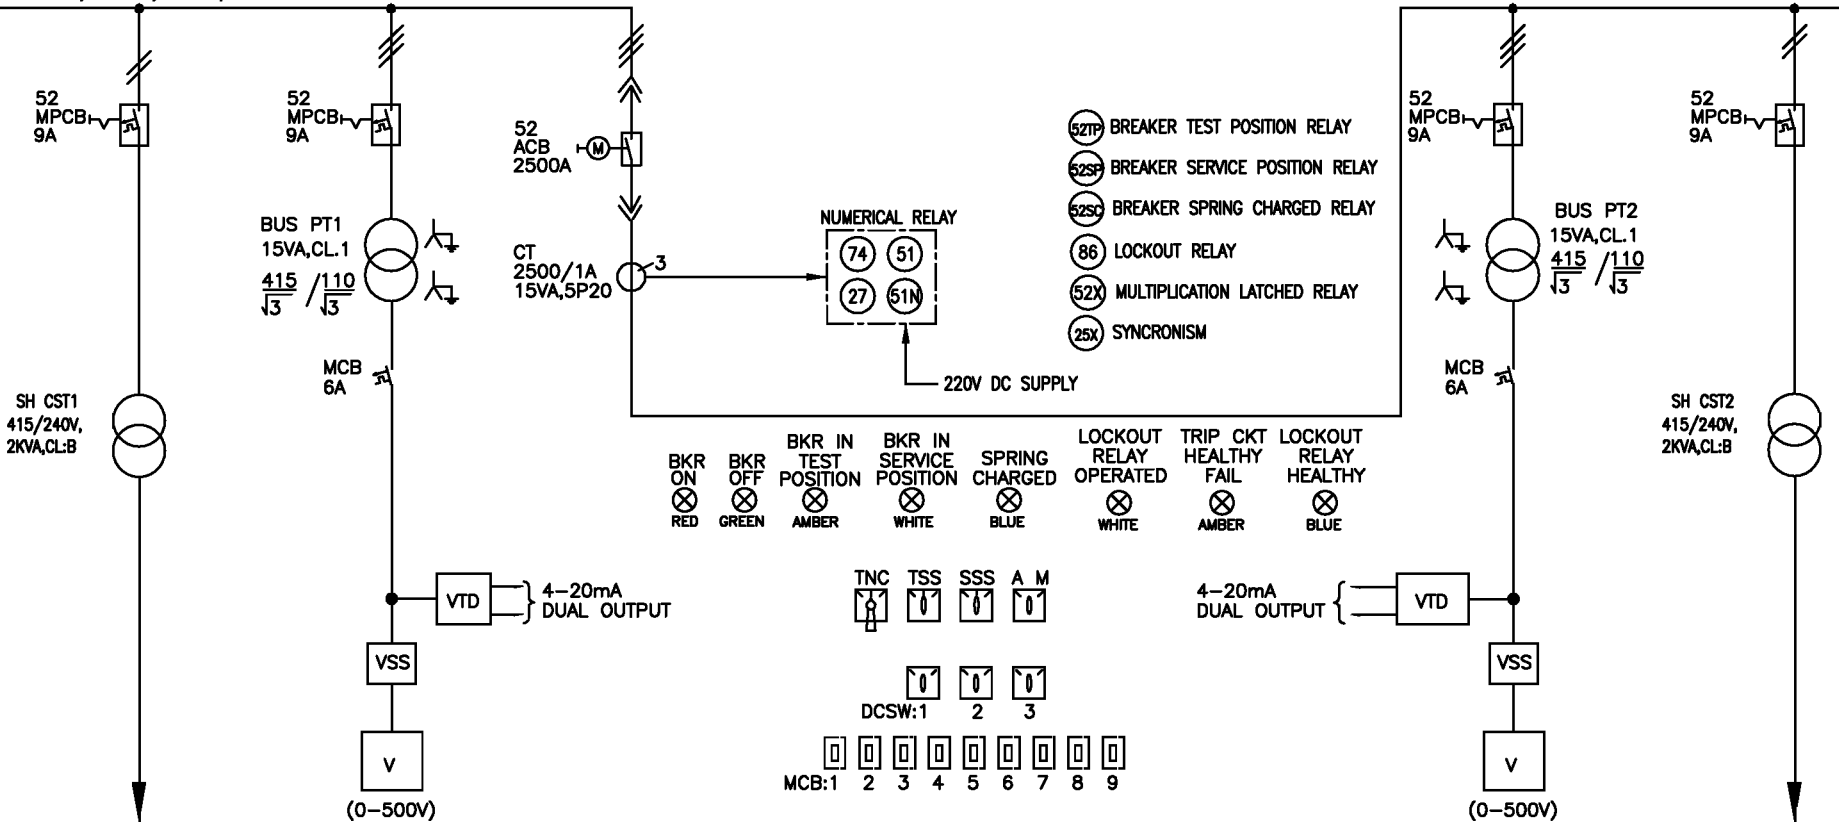 52
MPCB
9A
52
MPCB
9A
52
ACB
2500A
M
BUS PT1
15VA,CL.1
415/110
√3 √3
CT
2500/1A
15VA,5P20
3
NUMERICAL RELAY
74 51
27 51N
220V DC SUPPLY
52TP BREAKER TEST POSITION RELAY
52SP BREAKER SERVICE POSITION RELAY
52SC BREAKER SPRING CHARGED RELAY
86 LOCKOUT RELAY
52X MULTIPLICATION LATCHED RELAY
25X SYNCRONISM
52
MPCB
9A
52
MPCB
9A
BUS PT2
15VA,CL.1
415/110
√3 √3
MCB
6A
MCB
6A
SH CST1
415/240V,
2KVA,CL:B
SH CST2
415/240V,
2KVA,CL:B
BKR
ON
RED
BKR
OFF
GREEN
BKR IN
TEST
POSITION
AMBER
BKR IN
SERVICE
POSITION
WHITE
SPRING
CHARGED
BLUE
LOCKOUT
RELAY
OPERATED
WHITE
TRIP CKT
HEALTHY
FAIL
AMBER
LOCKOUT
RELAY
HEALTHY
BLUE
VTD
4-20mA
DUAL OUTPUT
TNC TSS SSS A M
4-20mA
DUAL OUTPUT
VTD
VSS
VSS
DCSW:1 2 3
V
(0-500V)
MCB:1 2 3 4 5 6 7 8 9
V
(0-500V)